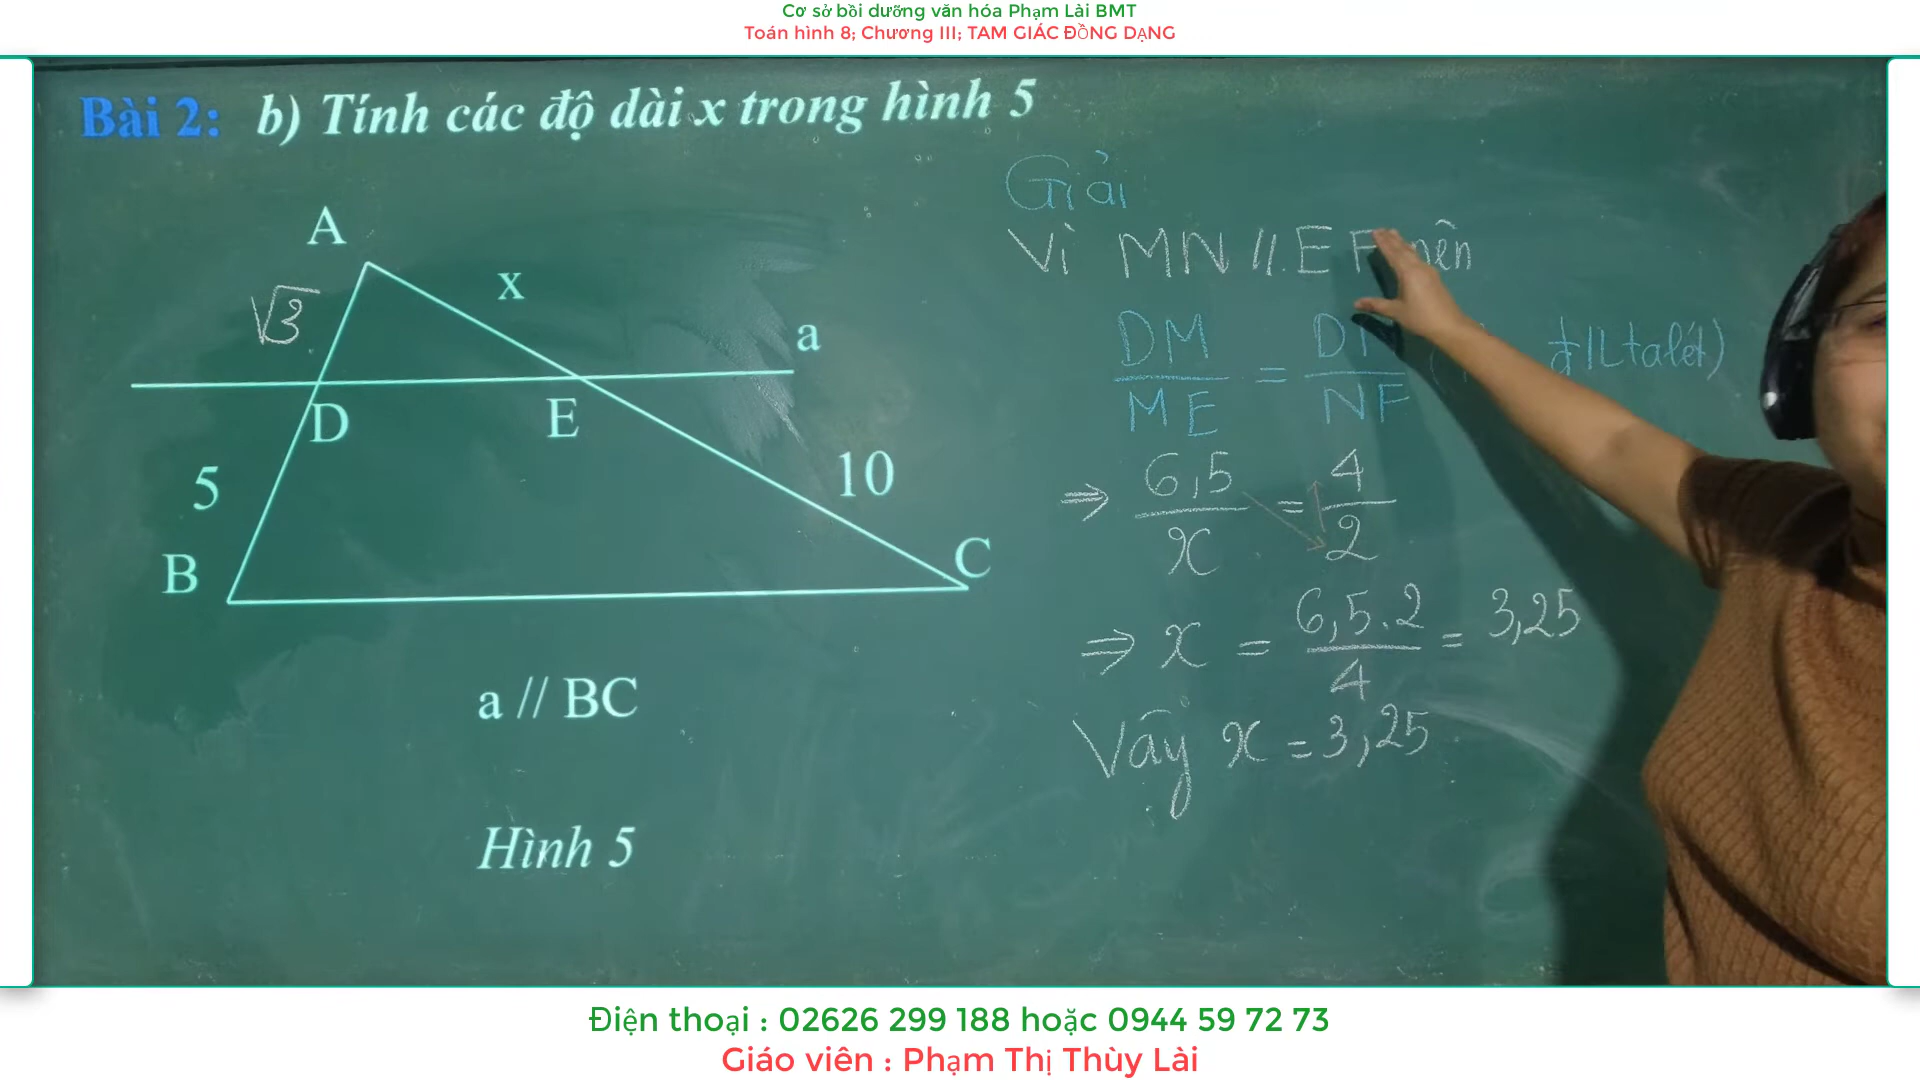 Cơ sở bồi dưỡng văn hóa Phạm Lài BMT
Toán hình 8; Chương III; TAM GIÁC ĐỒNG DẠNG
Bài 2: b) Tính các độ dài x trong hình 5
A
x
√3
a
D
E
5
10
B
C
a // BC
Hình 5
Giải
Vì MN // EF nên
DM/ME = DN/NF đ/L talét)
⇒ 6,5/x = 4/2
⇒ x = 6,5.2/4 = 3,25
Vậy x = 3,25
Điện thoại : 02626 299 188 hoặc 0944 59 72 73
Giáo viên : Phạm Thị Thùy Lài